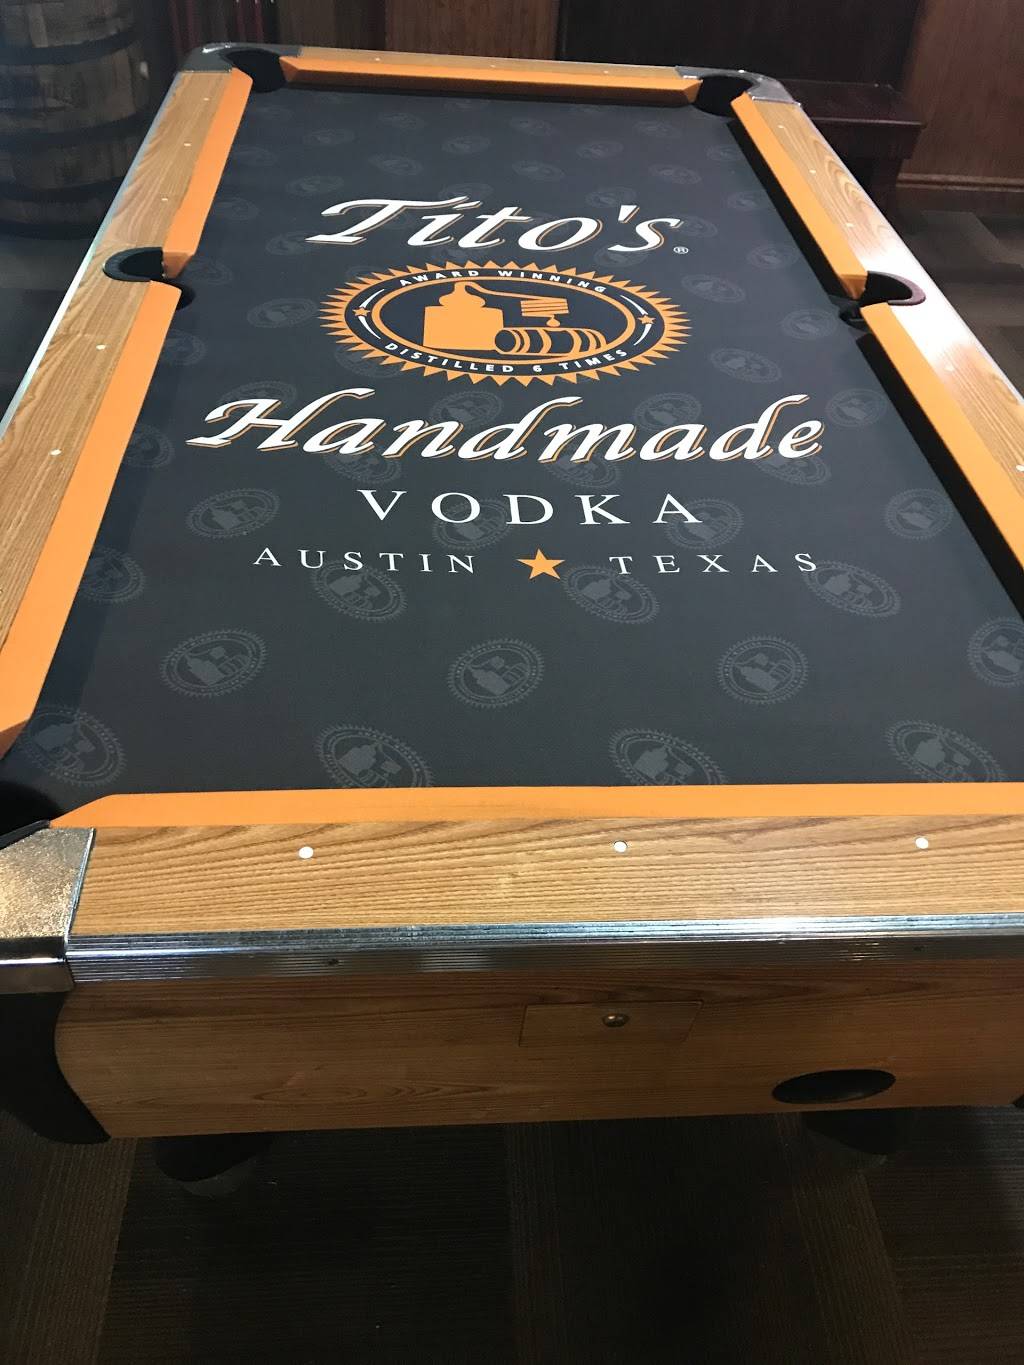 Tito's®
AWARD WINNING
DISTILLED 6 TIMES
Handmade
VODKA
AUSTIN ★ TEXAS